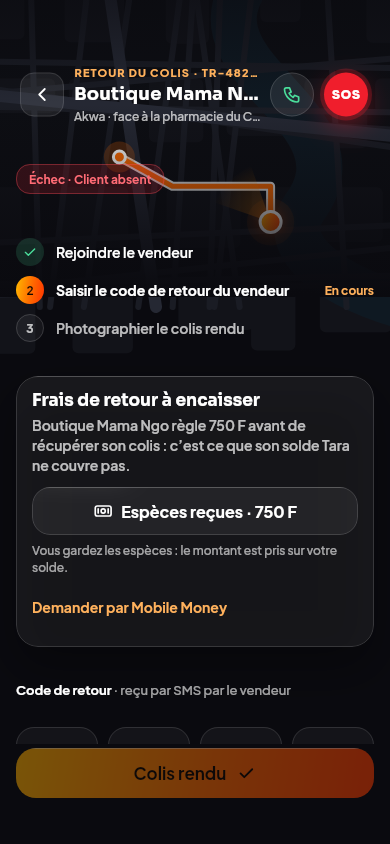 RETOUR DU COLIS · TR-482…
Boutique Mama N…
Akwa · face à la pharmacie du C…
SOS
Échec · Client absent
Rejoindre le vendeur
2 Saisir le code de retour du vendeur En cours
3 Photographier le colis rendu
Frais de retour à encaisser
Boutique Mama Ngo règle 750 F avant de
récupérer son colis : c’est ce que son solde Tara
ne couvre pas.
Espèces reçues · 750 F
Vous gardez les espèces : le montant est pris sur votre
solde.
Demander par Mobile Money
Code de retour · reçu par SMS par le vendeur
Colis rendu